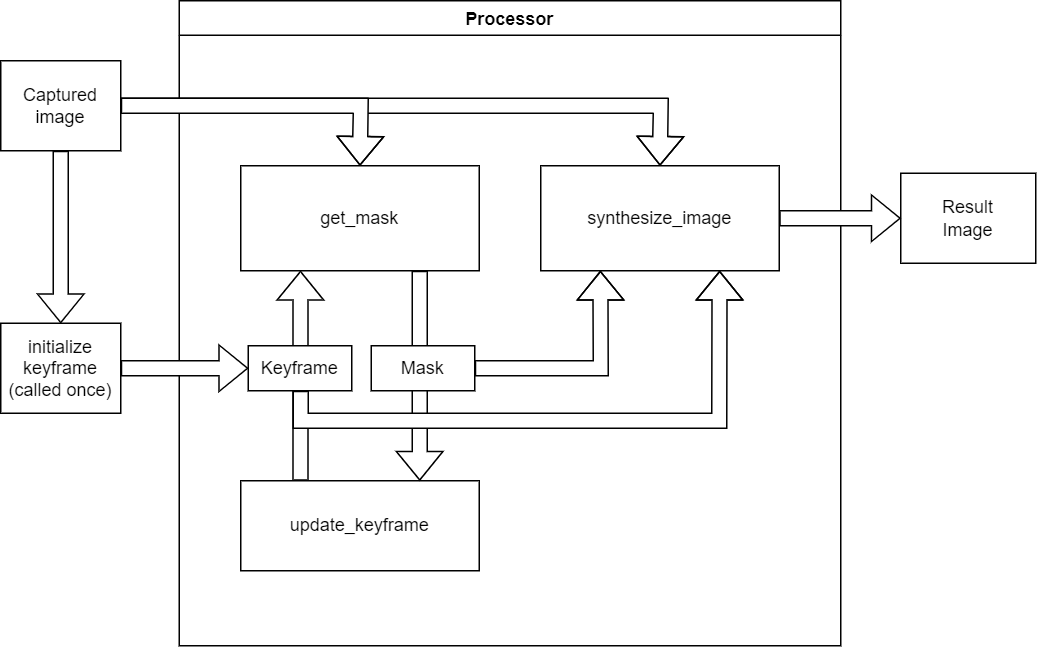 Processor
Captured
image
get_mask
synthesize_image
Result
Image
initialize
keyframe
(called once)
Keyframe
Mask
update_keyframe